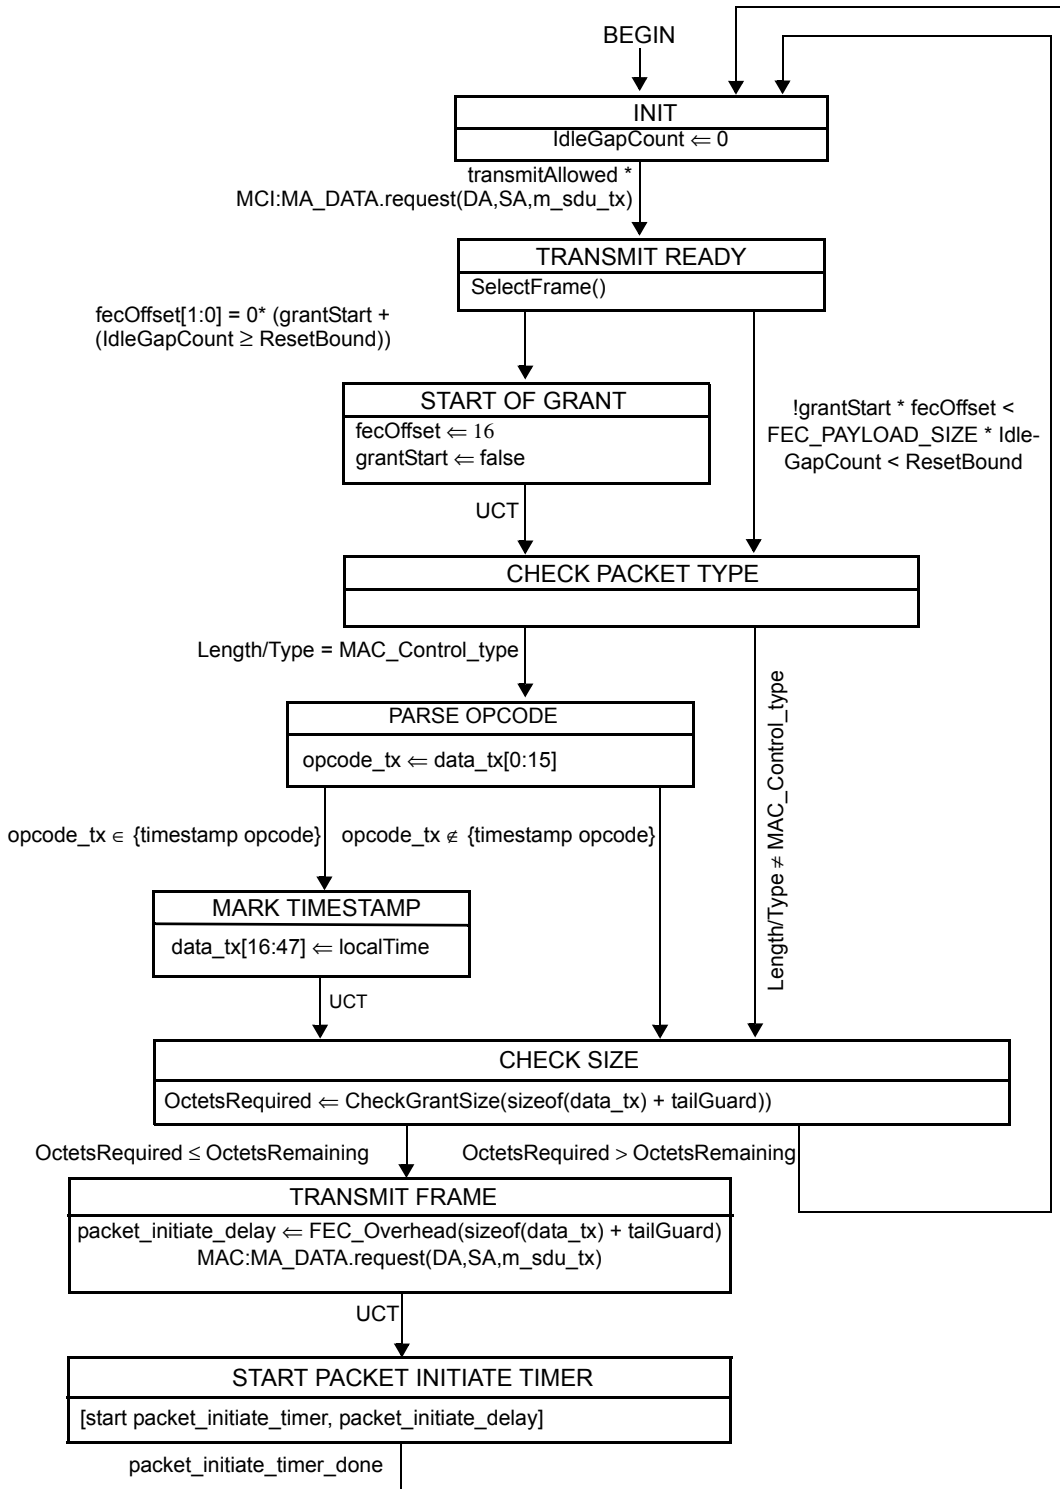 BEGIN
INIT
IdleGapCount ⇐ 0
transmitAllowed *
MCI:MA_DATA.request(DA,SA,m_sdu_tx)
TRANSMIT READY
SelectFrame()
fecOffset[1:0] = 0* (grantStart +
(IdleGapCount ≥ ResetBound))
START OF GRANT
fecOffset ⇐ 16
grantStart ⇐ false
!grantStart * fecOffset <
FEC_PAYLOAD_SIZE * Idle-
GapCount < ResetBound
UCT
CHECK PACKET TYPE
Length/Type = MAC_Control_type
Length/Type ≠ MAC_Control_type
PARSE OPCODE
opcode_tx ⇐ data_tx[0:15]
opcode_tx ∈ {timestamp opcode}
opcode_tx ∉ {timestamp opcode}
MARK TIMESTAMP
data_tx[16:47] ⇐ localTime
UCT
CHECK SIZE
OctetsRequired ⇐ CheckGrantSize(sizeof(data_tx) + tailGuard))
OctetsRequired ≤ OctetsRemaining
OctetsRequired > OctetsRemaining
TRANSMIT FRAME
packet_initiate_delay ⇐ FEC_Overhead(sizeof(data_tx) + tailGuard)
MAC:MA_DATA.request(DA,SA,m_sdu_tx)
UCT
START PACKET INITIATE TIMER
[start packet_initiate_timer, packet_initiate_delay]
packet_initiate_timer_done